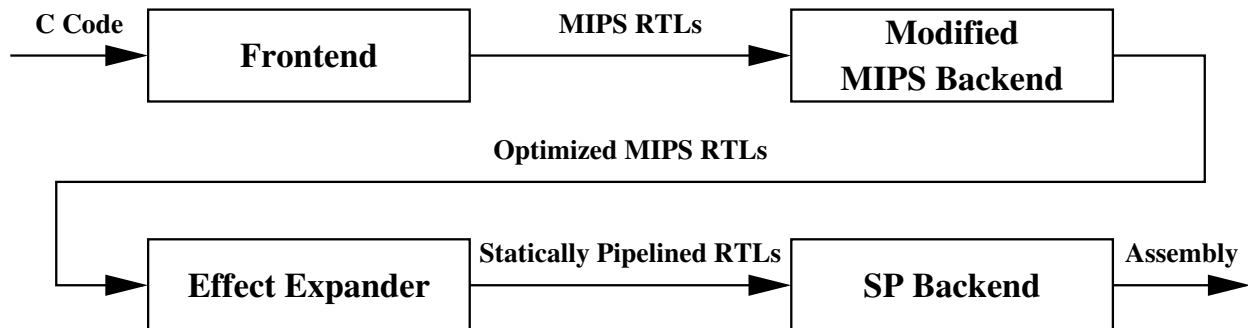 C Code
Frontend
MIPS RTLs
Modified
MIPS Backend
Optimized MIPS RTLs
Effect Expander
Statically Pipelined RTLs
SP Backend
Assembly